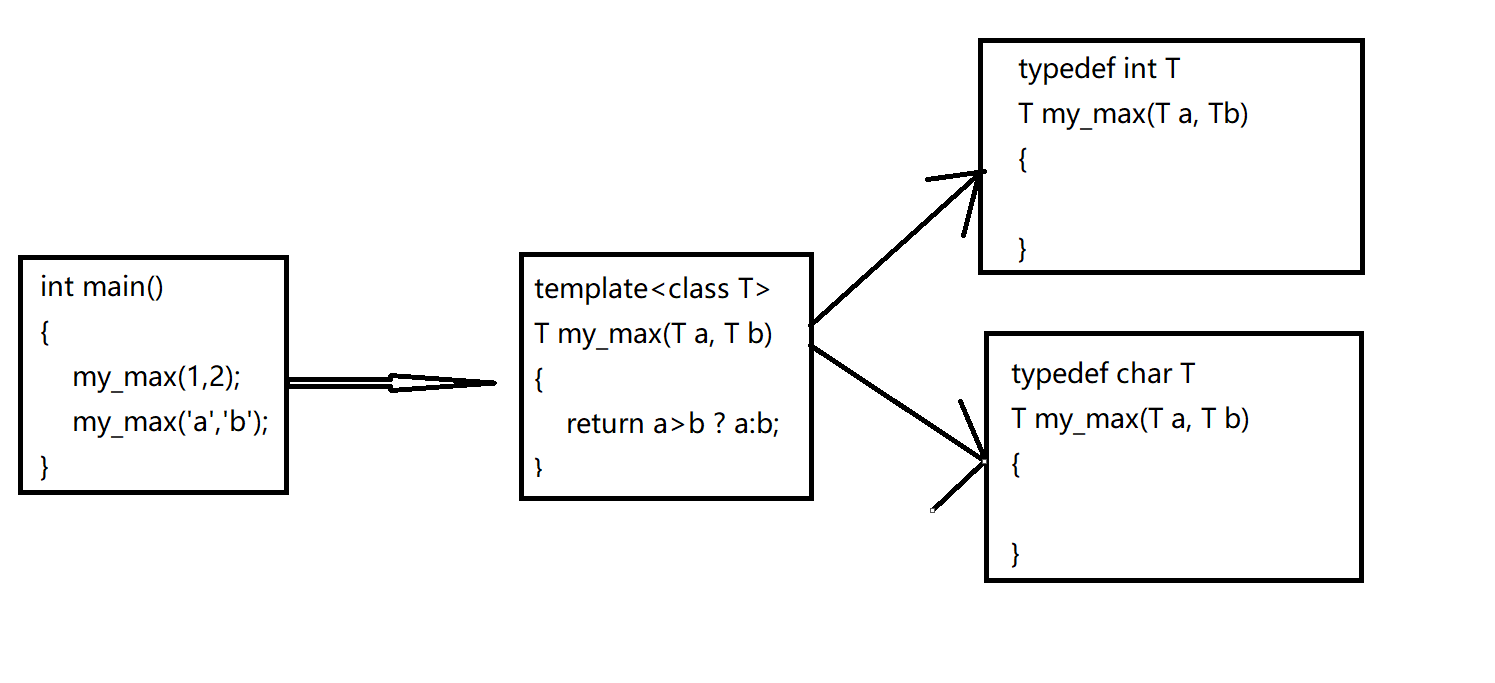 int main()
{
my_max(1,2);
my_max('a','b');
}
template<class T>
T my_max(T a, T b)
{
return a>b ? a:b;
}
typedef int T
T my_max(T a, Tb)
{
}
typedef char T
T my_max(T a, T b)
{
}